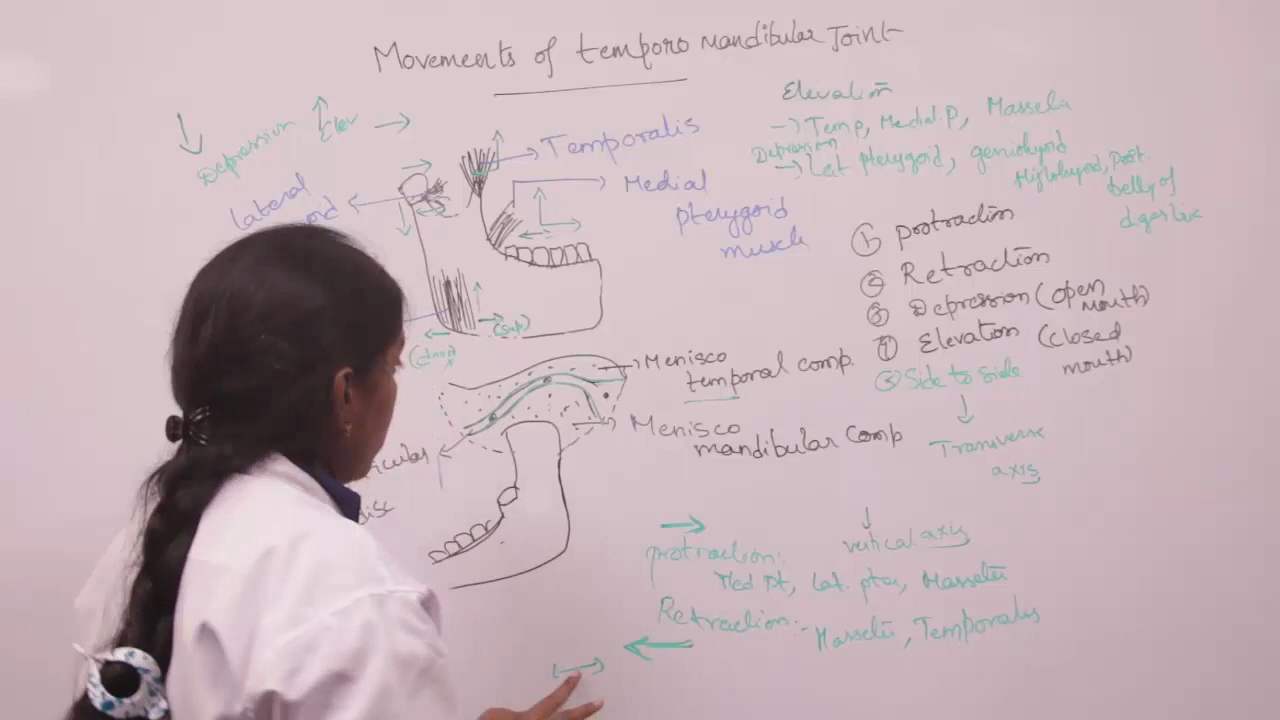 Movements of temporo mandibular Joint
Depression
Elev
Temporalis
lateral
Medial
pterygoid
muscle
(sup)
Menisco
temporal comp.
Menisco
mandibular comp
disc
Elevation
→ Temp, Medial.P, Masseter
Depression
→ Lat pterygoid, geniohyoid
Mylohyoid, post.
belly of
digastric
① protraction
② Retraction
③ Depression (open
mouth)
④ Elevation (closed
mouth)
⑤ Side to side
Transverse
axis
vertical axis
protraction:
Med pt, Lat. pter, Masseter
Retraction:-
Masseter, Temporalis